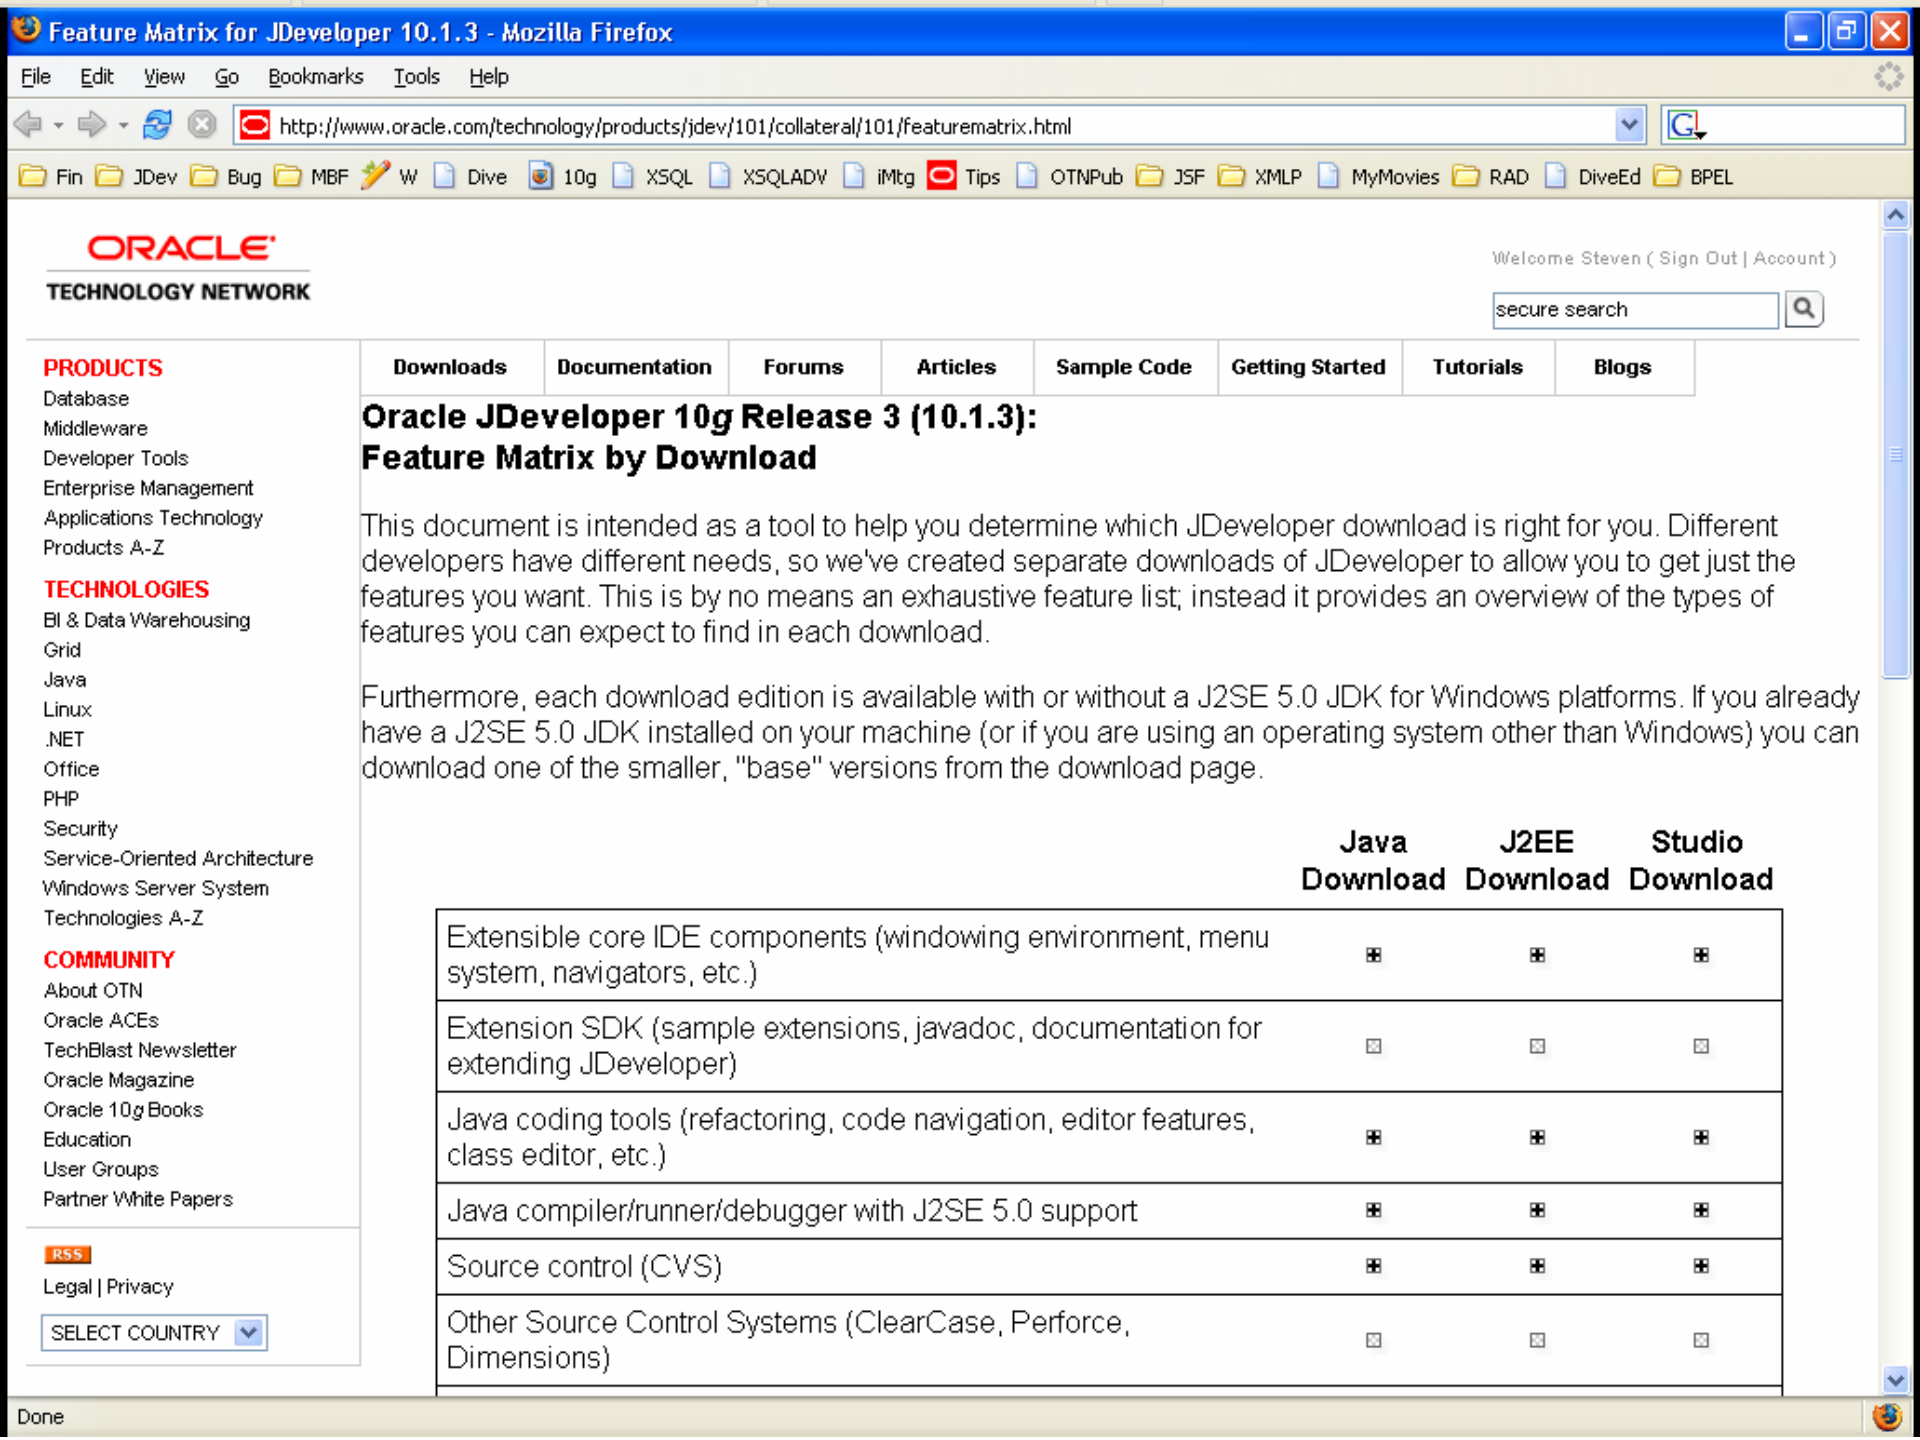 Feature Matrix for JDeveloper 10.1.3 - Mozilla Firefox
File Edit View Go Bookmarks Tools Help
http://www.oracle.com/technology/products/jdev/101/collateral/101/featurematrix.html
G
Fin JDev Bug MBF W Dive 10g XSQL XSQLADV iMtg Tips OTNPub JSF XMLP MyMovies RAD DiveEd BPEL
ORACLE
TECHNOLOGY NETWORK
Welcome Steven ( Sign Out | Account )
secure search
PRODUCTS
Database
Middleware
Developer Tools
Enterprise Management
Applications Technology
Products A-Z
TECHNOLOGIES
BI & Data Warehousing
Grid
Java
Linux
.NET
Office
PHP
Security
Service-Oriented Architecture
Windows Server System
Technologies A-Z
COMMUNITY
About OTN
Oracle ACEs
TechBlast Newsletter
Oracle Magazine
Oracle 10g Books
Education
User Groups
Partner White Papers
RSS
Legal | Privacy
SELECT COUNTRY
Downloads Documentation Forums Articles Sample Code Getting Started Tutorials Blogs
Oracle JDeveloper 10g Release 3 (10.1.3):
Feature Matrix by Download
This document is intended as a tool to help you determine which JDeveloper download is right for you. Different
developers have different needs, so we've created separate downloads of JDeveloper to allow you to get just the
features you want. This is by no means an exhaustive feature list; instead it provides an overview of the types of
features you can expect to find in each download.
Furthermore, each download edition is available with or without a J2SE 5.0 JDK for Windows platforms. If you already
have a J2SE 5.0 JDK installed on your machine (or if you are using an operating system other than Windows) you can
download one of the smaller, "base" versions from the download page.
Java J2EE Studio
Download Download Download
Extensible core IDE components (windowing environment, menu
system, navigators, etc.)
Extension SDK (sample extensions, javadoc, documentation for
extending JDeveloper)
Java coding tools (refactoring, code navigation, editor features,
class editor, etc.)
Java compiler/runner/debugger with J2SE 5.0 support
Source control (CVS)
Other Source Control Systems (ClearCase, Perforce,
Dimensions)
Done